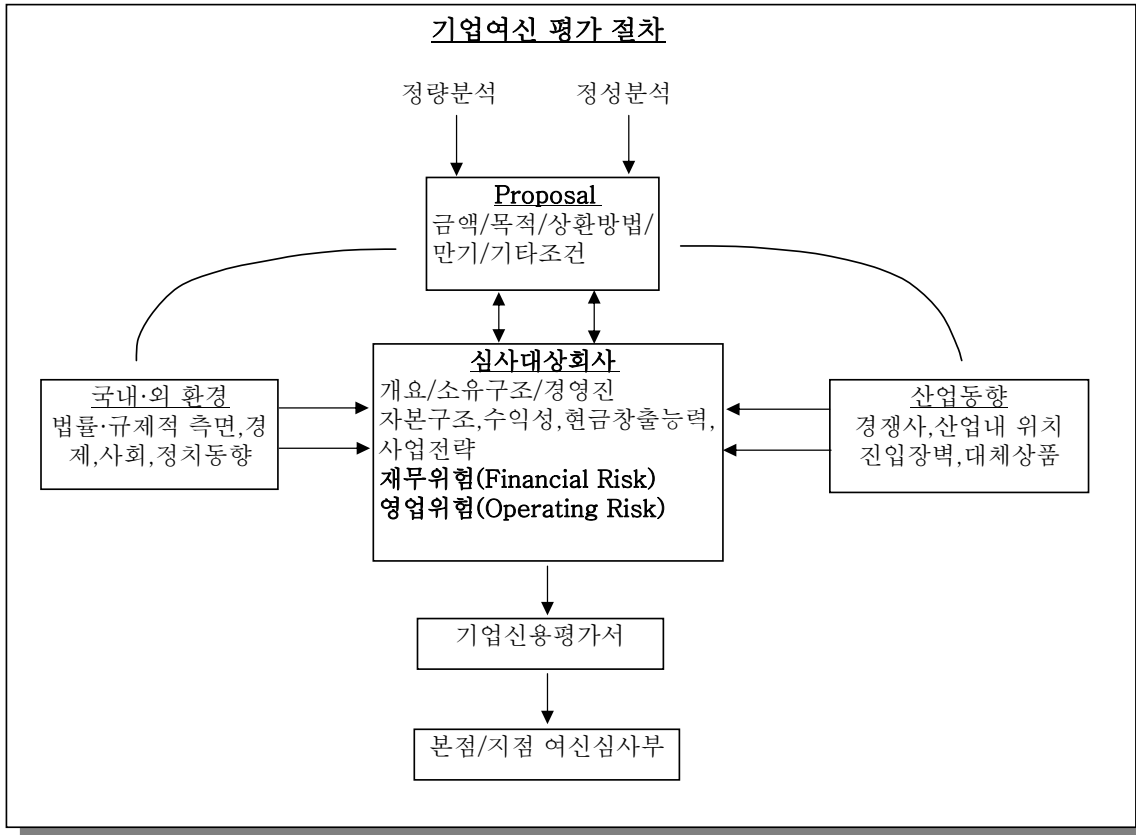 기업여신 평가 절차
정량분석
정성분석
Proposal
금액/목적/상환방법/
만기/기타조건
심사대상회사
개요/소유구조/경영진
자본구조,수익성,현금창출능력,
사업전략
재무위험(Financial Risk)
영업위험(Operating Risk)
국내·외 환경
법률·규제적 측면,경
제,사회,정치동향
산업동향
경쟁사,산업내 위치
진입장벽,대체상품
기업신용평가서
본점/지점 여신심사부